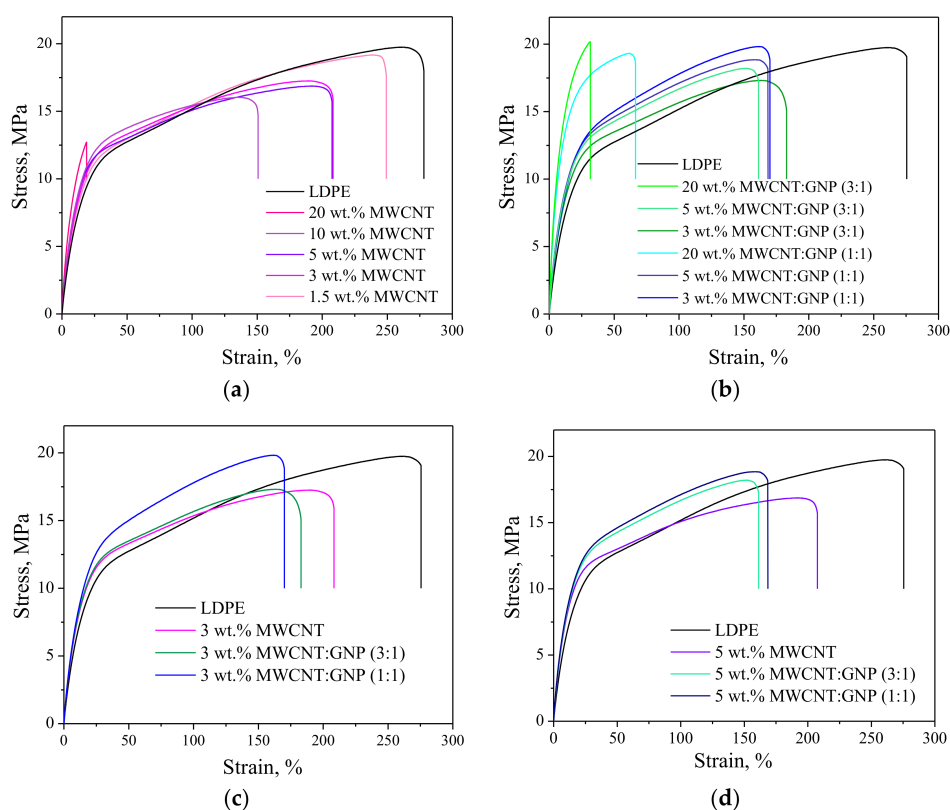 20
15
10
5
0
Stress, MPa
LDPE
20 wt.% MWCNT
10 wt.% MWCNT
5 wt.% MWCNT
3 wt.% MWCNT
1.5 wt.% MWCNT
0 50 100 150 200 250 300
Strain, %
(a)
20
15
10
5
0
Stress, MPa
LDPE
20 wt.% MWCNT:GNP (3:1)
5 wt.% MWCNT:GNP (3:1)
3 wt.% MWCNT:GNP (3:1)
20 wt.% MWCNT:GNP (1:1)
5 wt.% MWCNT:GNP (1:1)
3 wt.% MWCNT:GNP (1:1)
0 50 100 150 200 250 300
Strain, %
(b)
20
15
10
5
0
Stress, MPa
LDPE
3 wt.% MWCNT
3 wt.% MWCNT:GNP (3:1)
3 wt.% MWCNT:GNP (1:1)
0 50 100 150 200 250 300
Strain, %
(c)
20
15
10
5
0
Stress, MPa
LDPE
5 wt.% MWCNT
5 wt.% MWCNT:GNP (3:1)
5 wt.% MWCNT:GNP (1:1)
0 50 100 150 200 250 300
Strain, %
(d)